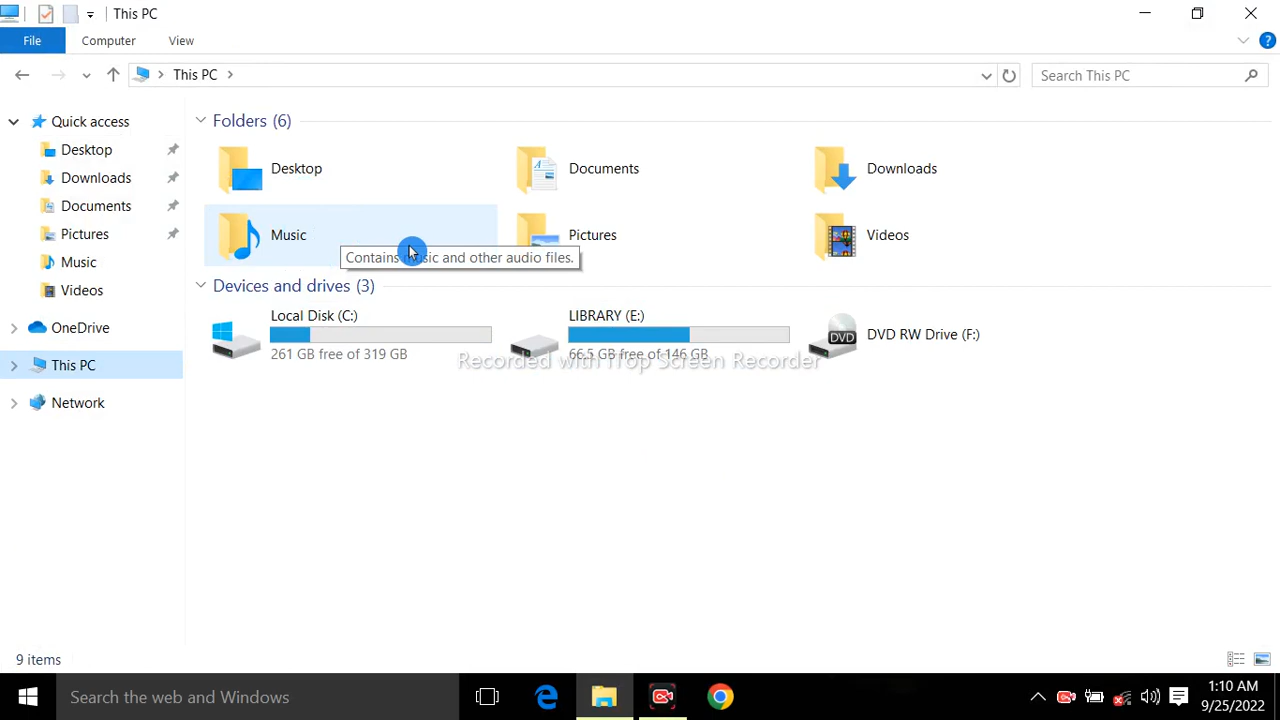 This PC
File Computer View
This PC
Search This PC
Quick access
Desktop
Downloads
Documents
Pictures
Music
Videos
OneDrive
This PC
Network
Folders (6)
Desktop
Documents
Downloads
Music
Pictures
Videos
Contains music and other audio files.
Devices and drives (3)
Local Disk (C:)
261 GB free of 319 GB
LIBRARY (E:)
66.5 GB free of 146 GB
DVD RW Drive (F:)
DVD
Recorded with iTop Screen Recorder
9 items
Search the web and Windows
1:10 AM
9/25/2022